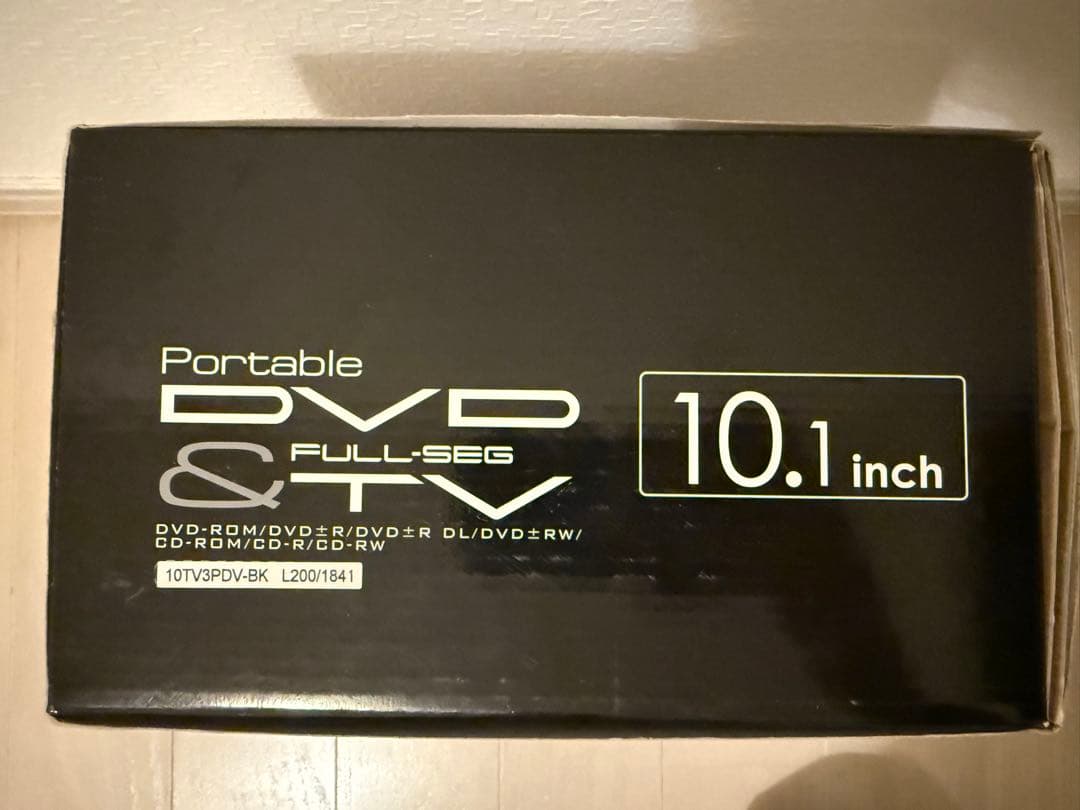 Portable
DVD
& FULL-SEG
TV
DVD-ROM/DVD±R/DVD±R DL/DVD±RW/
CD-ROM/CD-R/CD-RW
10TV3PDV-BK L200/1841
10.1 inch